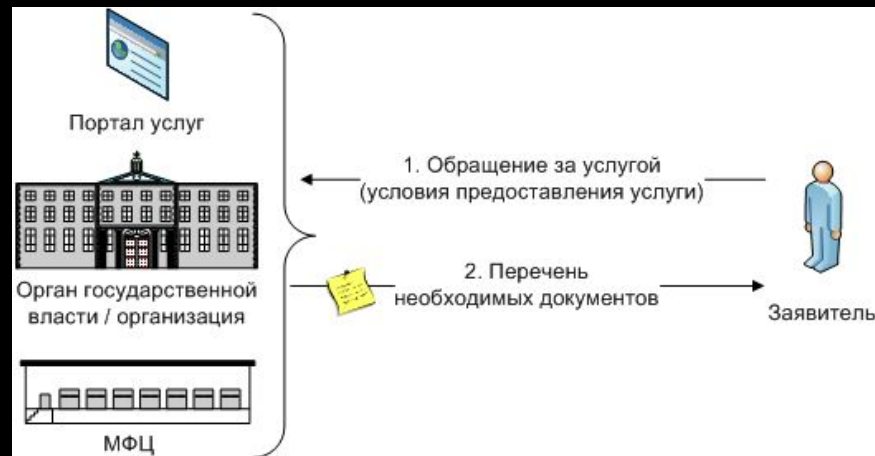 Портал услуг
Орган государственной
власти / организация
МФЦ
1. Обращение за услугой
(условия предоставления услуги)
2. Перечень
необходимых документов
Заявитель